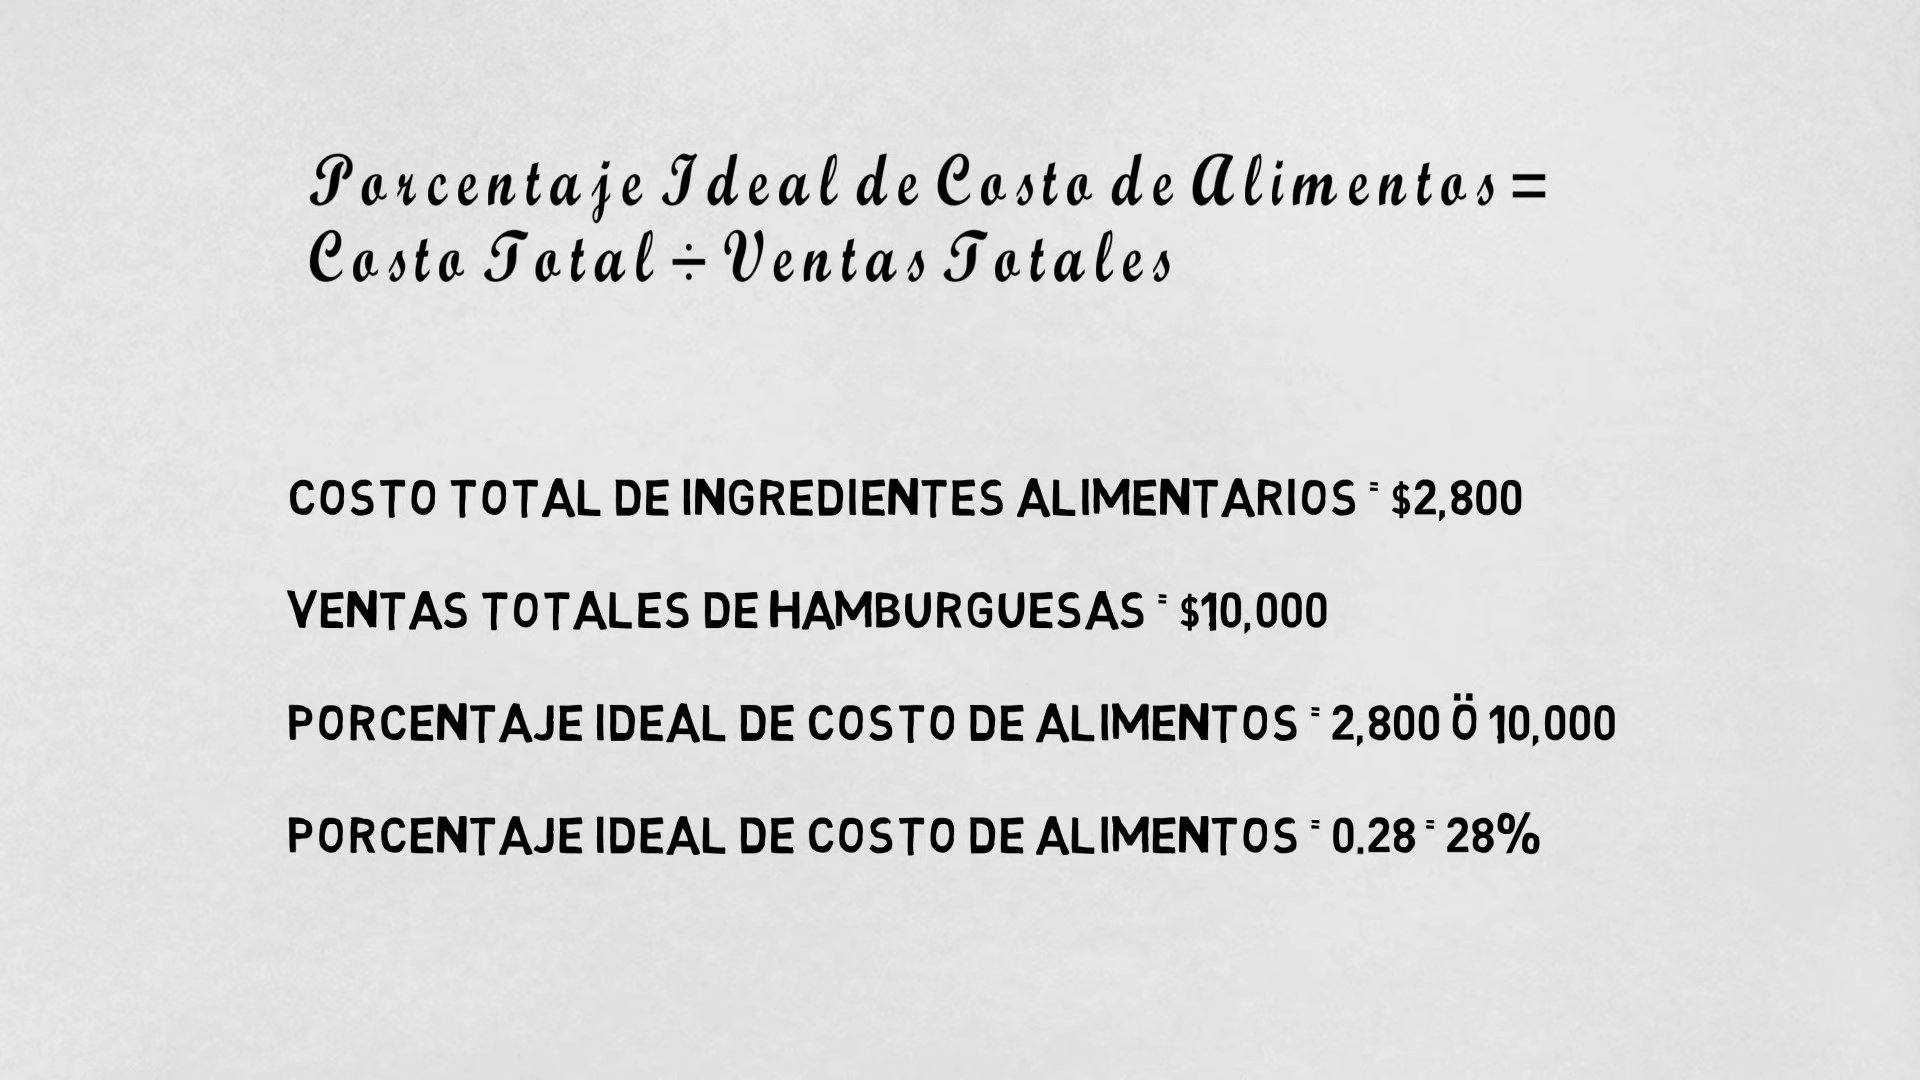 Porcentaje Ideal de Costo de Alimentos =
Costo Total ÷ Ventas Totales
COSTO TOTAL DE INGREDIENTES ALIMENTARIOS = $2,800
VENTAS TOTALES DE HAMBURGUESAS = $10,000
PORCENTAJE IDEAL DE COSTO DE ALIMENTOS = 2,800 Ö 10,000
PORCENTAJE IDEAL DE COSTO DE ALIMENTOS = 0.28 = 28%